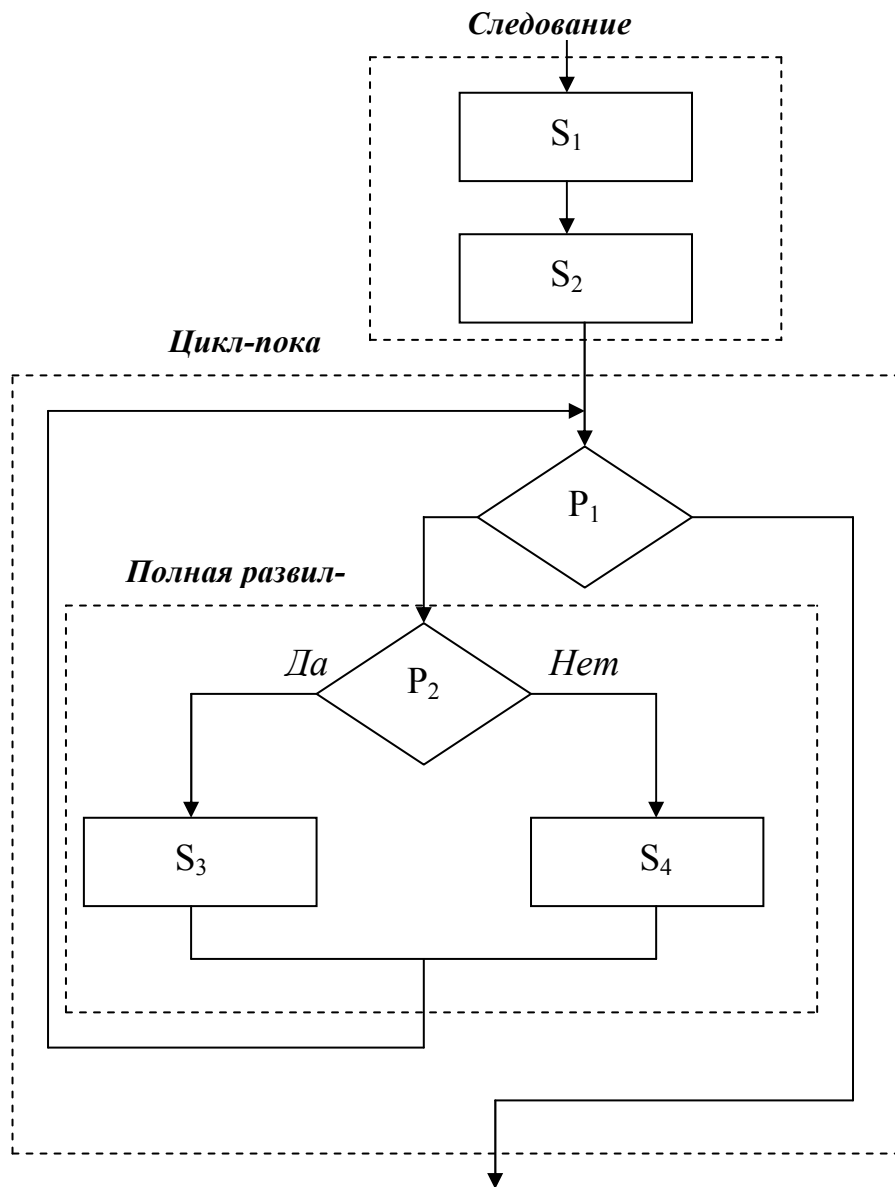 Следование
S₁
S₂
Цикл-пока
P₁
Полная развил-
Да P₂ Нет
S₃ S₄